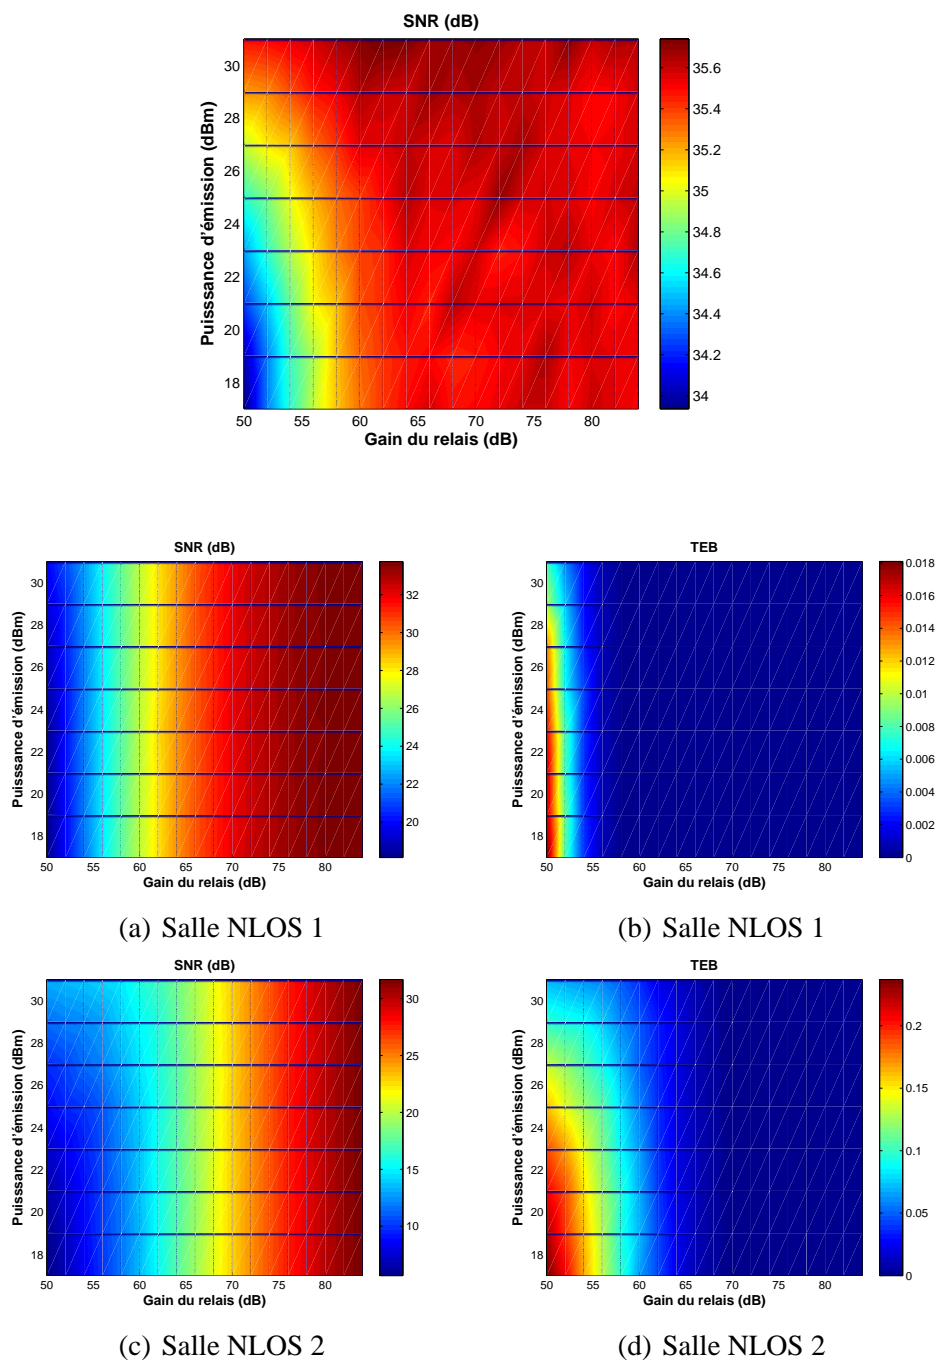 SNR (dB)
Puisssance d'émission (dBm)
30
28
26
24
22
20
18
50 55 60 65 70 75 80
Gain du relais (dB)
35.6
35.4
35.2
35
34.8
34.6
34.4
34.2
34
SNR (dB)
Puisssance d'émission (dBm)
30
28
26
24
22
20
18
50 55 60 65 70 75 80
Gain du relais (dB)
32
30
28
26
24
22
20
(a) Salle NLOS 1
TEB
Puisssance d'émission (dBm)
30
28
26
24
22
20
18
50 55 60 65 70 75 80
Gain du relais (dB)
0.018
0.016
0.014
0.012
0.01
0.008
0.006
0.004
0.002
0
(b) Salle NLOS 1
SNR (dB)
Puisssance d'émission (dBm)
30
28
26
24
22
20
18
50 55 60 65 70 75 80
Gain du relais (dB)
30
25
20
15
10
(c) Salle NLOS 2
TEB
Puisssance d'émission (dBm)
30
28
26
24
22
20
18
50 55 60 65 70 75 80
Gain du relais (dB)
0.2
0.15
0.1
0.05
0
(d) Salle NLOS 2